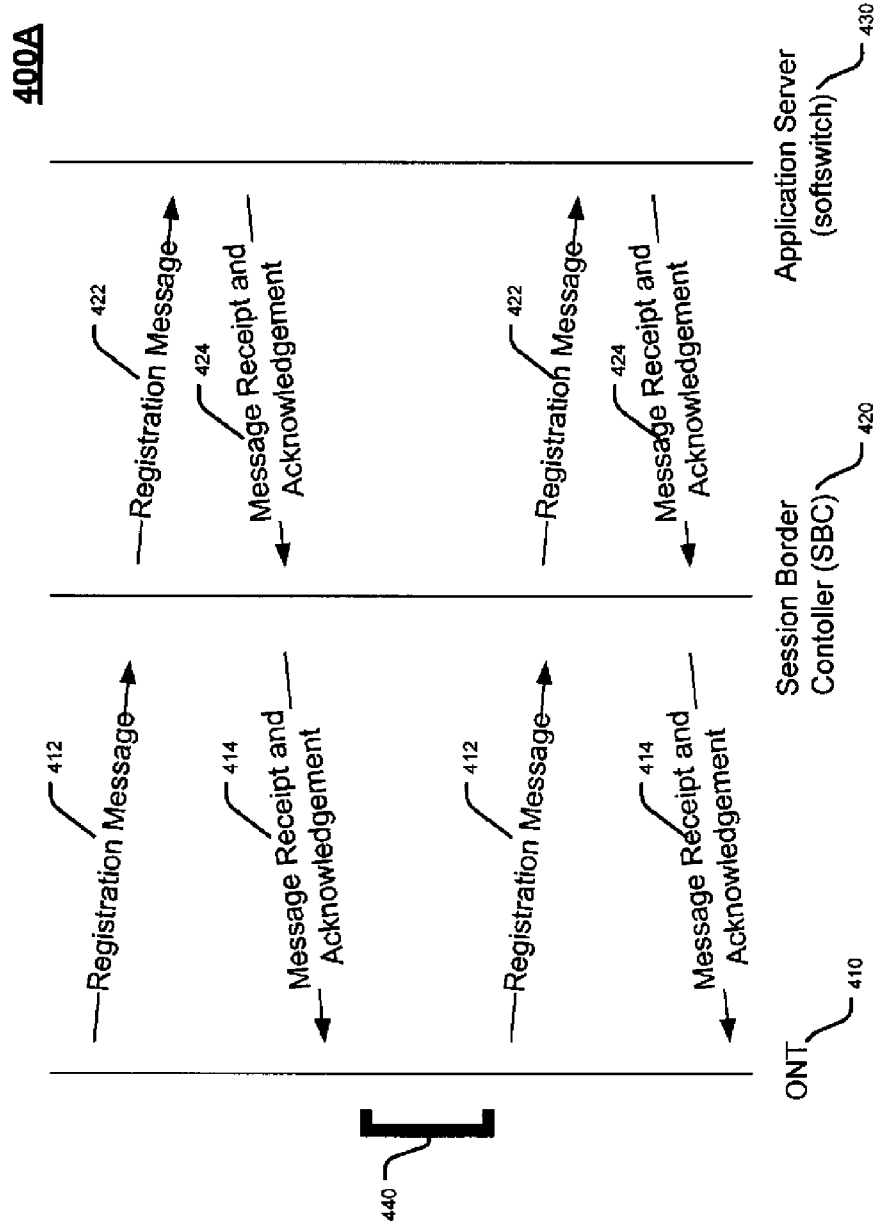 400A
412
Registration Message
422
Registration Message
414
Message Receipt and
Acknowledgement
424
Message Receipt and
Acknowledgement
440
412
Registration Message
422
Registration Message
414
Message Receipt and
Acknowledgement
424
Message Receipt and
Acknowledgement
ONT
410
Session Border
Contoller (SBC)
420
Application Server
(softswitch)
430